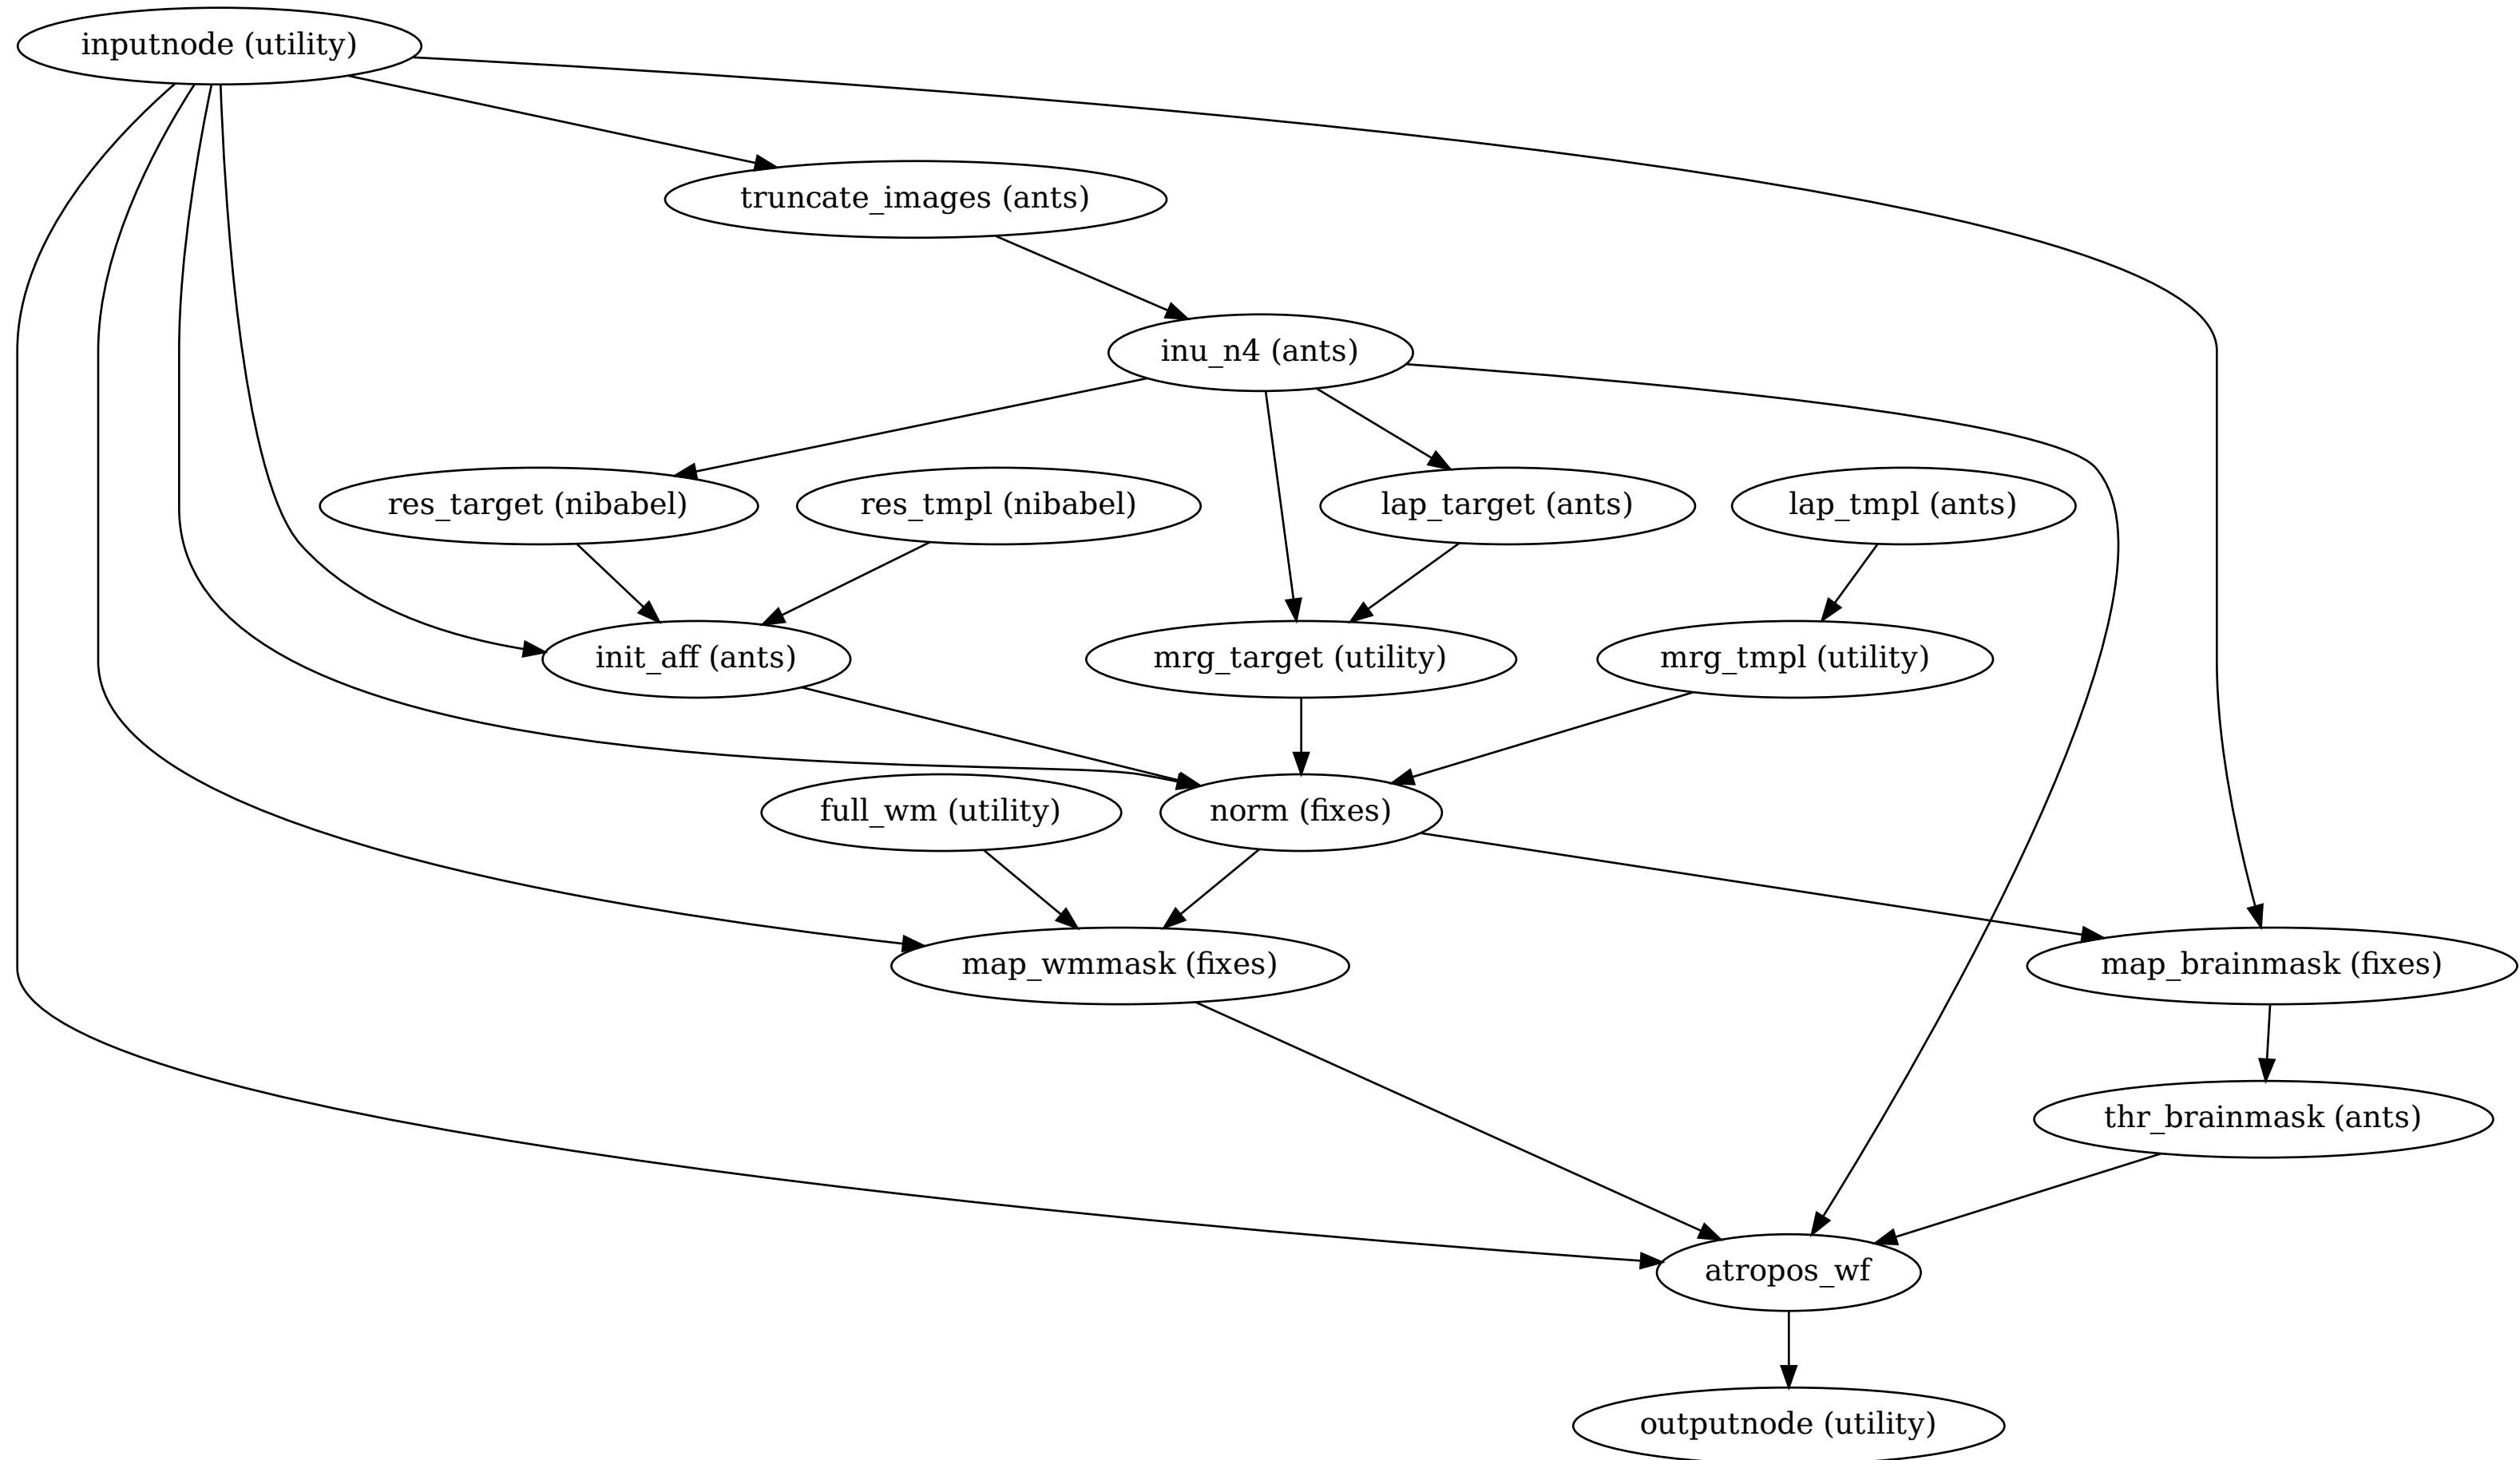 inputnode (utility)
truncate_images (ants)
inu_n4 (ants)
res_target (nibabel)
res_tmpl (nibabel)
lap_target (ants)
lap_tmpl (ants)
init_aff (ants)
mrg_target (utility)
mrg_tmpl (utility)
full_wm (utility)
norm (fixes)
map_wmmask (fixes)
map_brainmask (fixes)
thr_brainmask (ants)
atropos_wf
outputnode (utility)